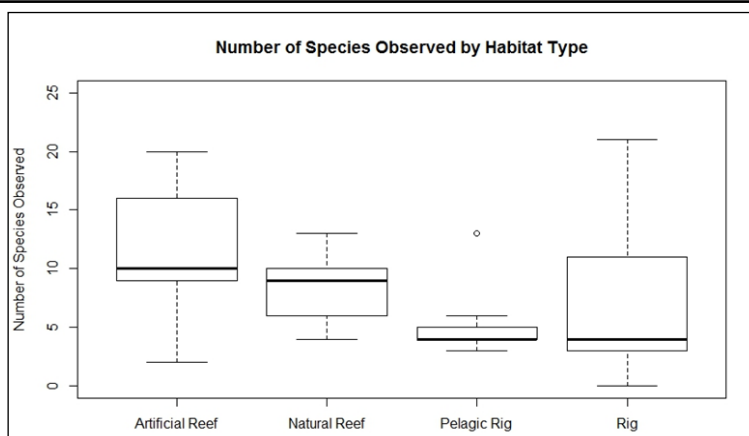 Number of Species Observed by Habitat Type
Number of Species Observed
25
20
15
10
5
0
Artificial Reef Natural Reef Pelagic Rig Rig